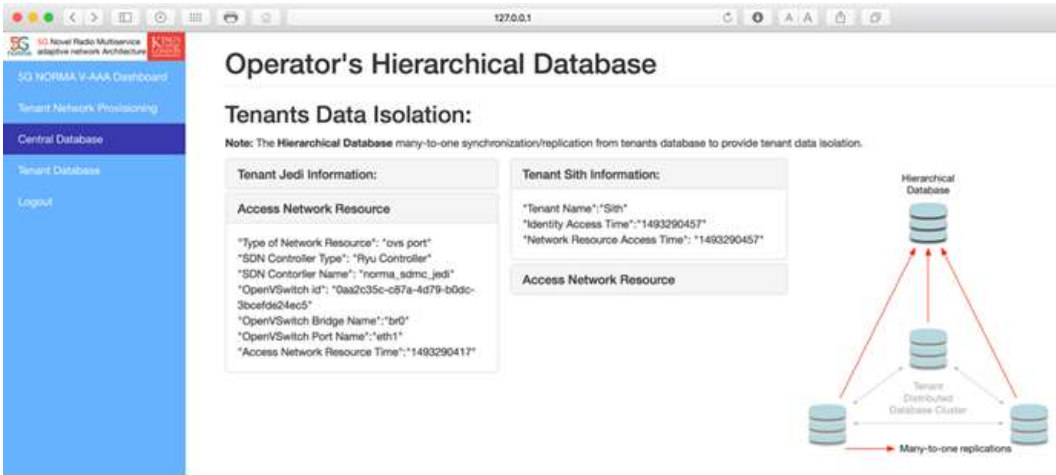 127.0.0.1
A A
5G Novel Radio Multiservice
adaptive network Architecture
5G
norma
KING'S
College
LONDON
5G NORMA V-AAA Dashboard
Tenant Network Provisioning
Central Database
Tenant Database
Logout
Operator's Hierarchical Database
Tenants Data Isolation:
Note: The Hierarchical Database many-to-one synchronization/replication from tenants database to provide tenant data isolation.
Tenant Jedi Information:
Access Network Resource
"Type of Network Resource": "ovs port"
"SDN Controller Type": "Ryu Controller"
"SDN Contorller Name": "norma_sdmc_jedi"
"OpenVSwitch id": "0aa2c35c-c87a-4d79-b0dc-
3bcefde24ec5"
"OpenVSwitch Bridge Name":"br0"
"OpenVSwitch Port Name":"eth1"
"Access Network Resource Time":"1493290417"
Tenant Sith Information:
"Tenant Name":"Sith"
"Identity Access Time":"1493290457"
"Network Resource Access Time": "1493290457"
Access Network Resource
Hierarchical
Database
Tenant
Distributed
Database Cluster
Many-to-one replications